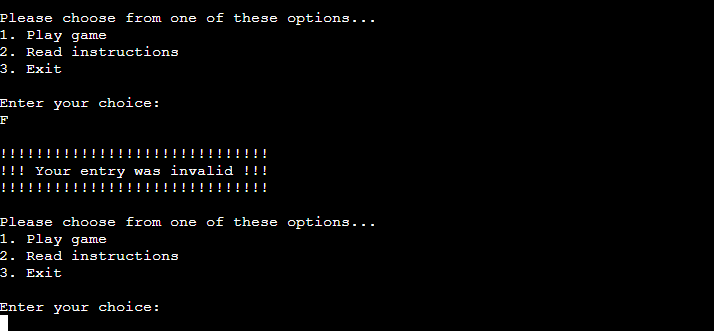 Please choose from one of these options...
1. Play game
2. Read instructions
3. Exit
Enter your choice:
F
!!!!!!!!!!!!!!!!!!!!!!!!!!!!!!
!!! Your entry was invalid !!!
!!!!!!!!!!!!!!!!!!!!!!!!!!!!!!
Please choose from one of these options...
1. Play game
2. Read instructions
3. Exit
Enter your choice: